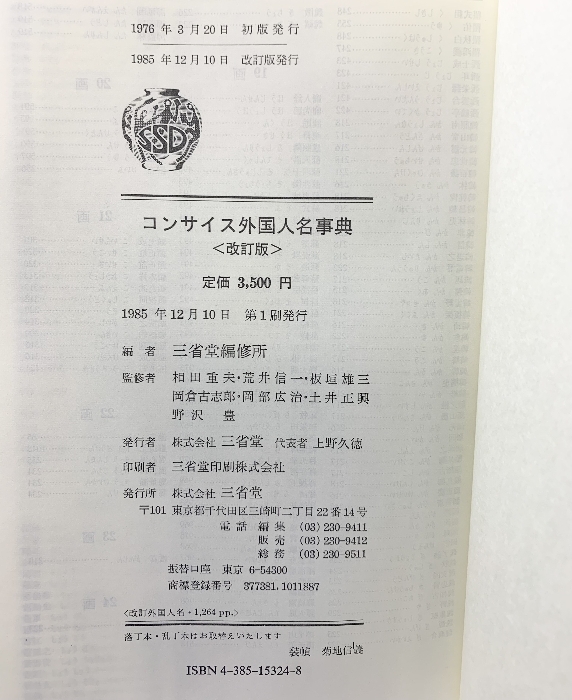 1976 年 3 月 20 日 初版発行
1985 年 12 月 10 日 改訂版発行
SSD
コンサイス外国人名事典
<改訂版>
定価 3,500 円
1985 年 12 月 10 日 第 1 刷発行
編 者 三省堂編修所
監修者 相田重夫・荒井信一・板垣雄三
岡倉古志郎・岡部広治・土井正興
野沢 豊
発行者 株式会社 三省堂 代表者 上野久徳
印刷者 三省堂印刷株式会社
発行所 株式会社 三省堂
〒101 東京都千代田区三崎町二丁目 22 番 14 号
電話 編集 (03) 230-9411
販売 (03) 230-9412
総務 (03) 230-9511
振替口座 東京 6-54300
商標登録番号 377381, 1011887
<改訂外国人名・1,264 pp.>
落丁本・乱丁本はお取替えいたします
装幀 菊地信義
ISBN 4-385-15324-8